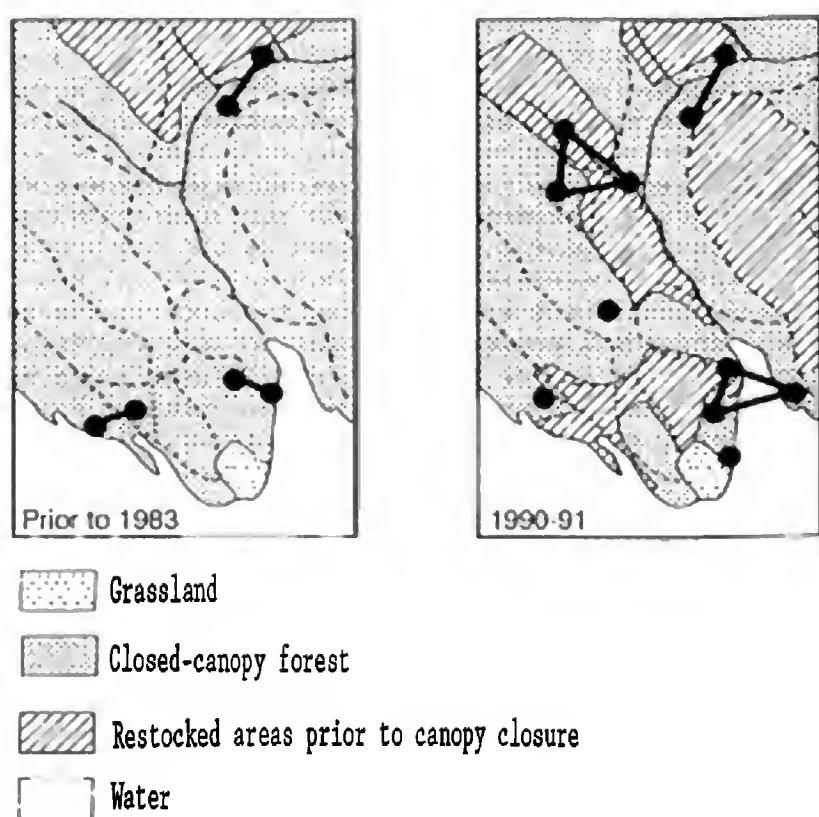 Prior to 1983
1990-91
Grassland
Closed-canopy forest
Restocked areas prior to canopy closure
Water